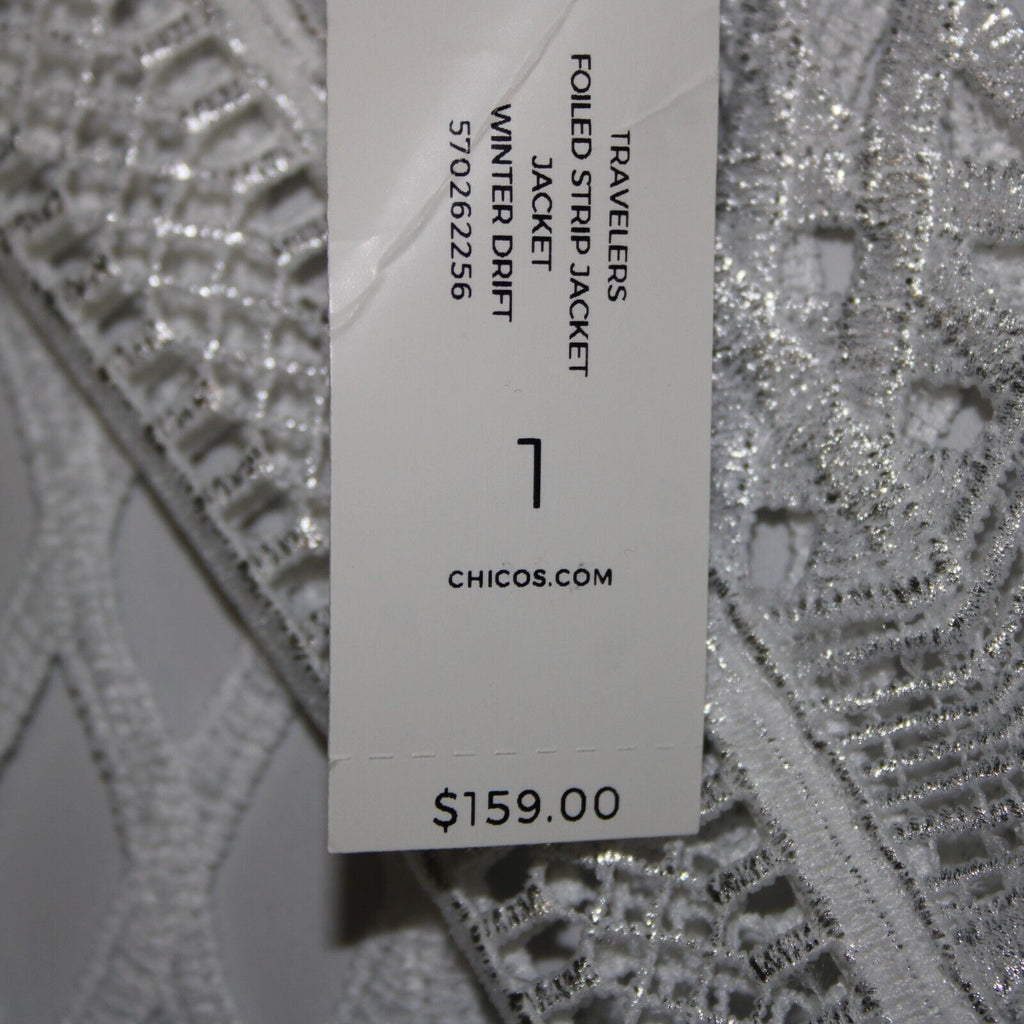 TRAVELERS
FOILED STRIP JACKET
JACKET
WINTER DRIFT
570262256
1
CHICOS.COM
$159.00